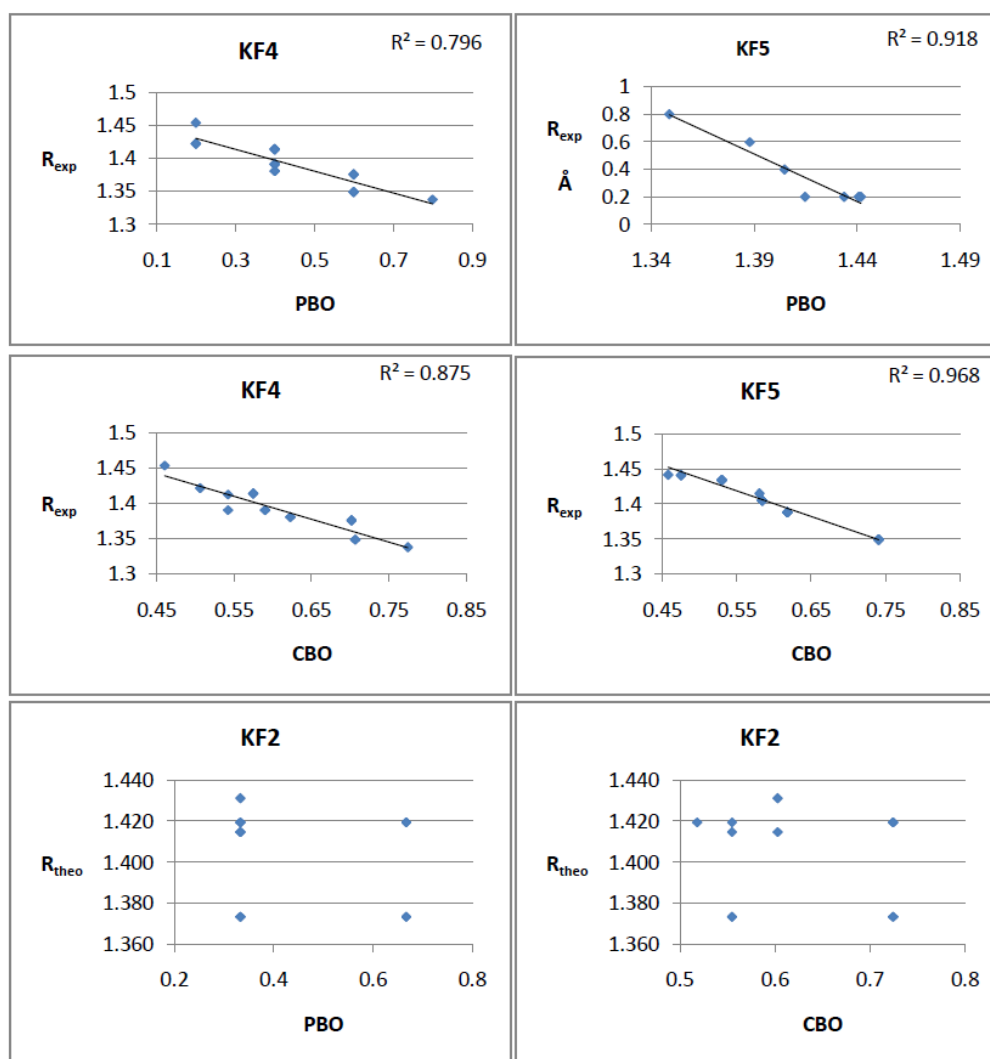 KF4
R² = 0.796
1.5
1.45
1.4
1.35
1.3
R_exp
0.1 0.3 0.5 0.7 0.9
PBO
KF5
R² = 0.918
1
0.8
0.6
0.4
0.2
0
R_exp
Å
1.34 1.39 1.44 1.49
PBO
KF4
R² = 0.875
1.5
1.45
1.4
1.35
1.3
R_exp
0.45 0.55 0.65 0.75 0.85
CBO
KF5
R² = 0.968
1.5
1.45
1.4
1.35
1.3
R_exp
0.45 0.55 0.65 0.75 0.85
CBO
KF2
1.440
1.420
1.400
1.380
1.360
R_theo
0.2 0.4 0.6 0.8
PBO
KF2
1.440
1.420
1.400
1.380
1.360
R_theo
0.5 0.6 0.7 0.8
CBO